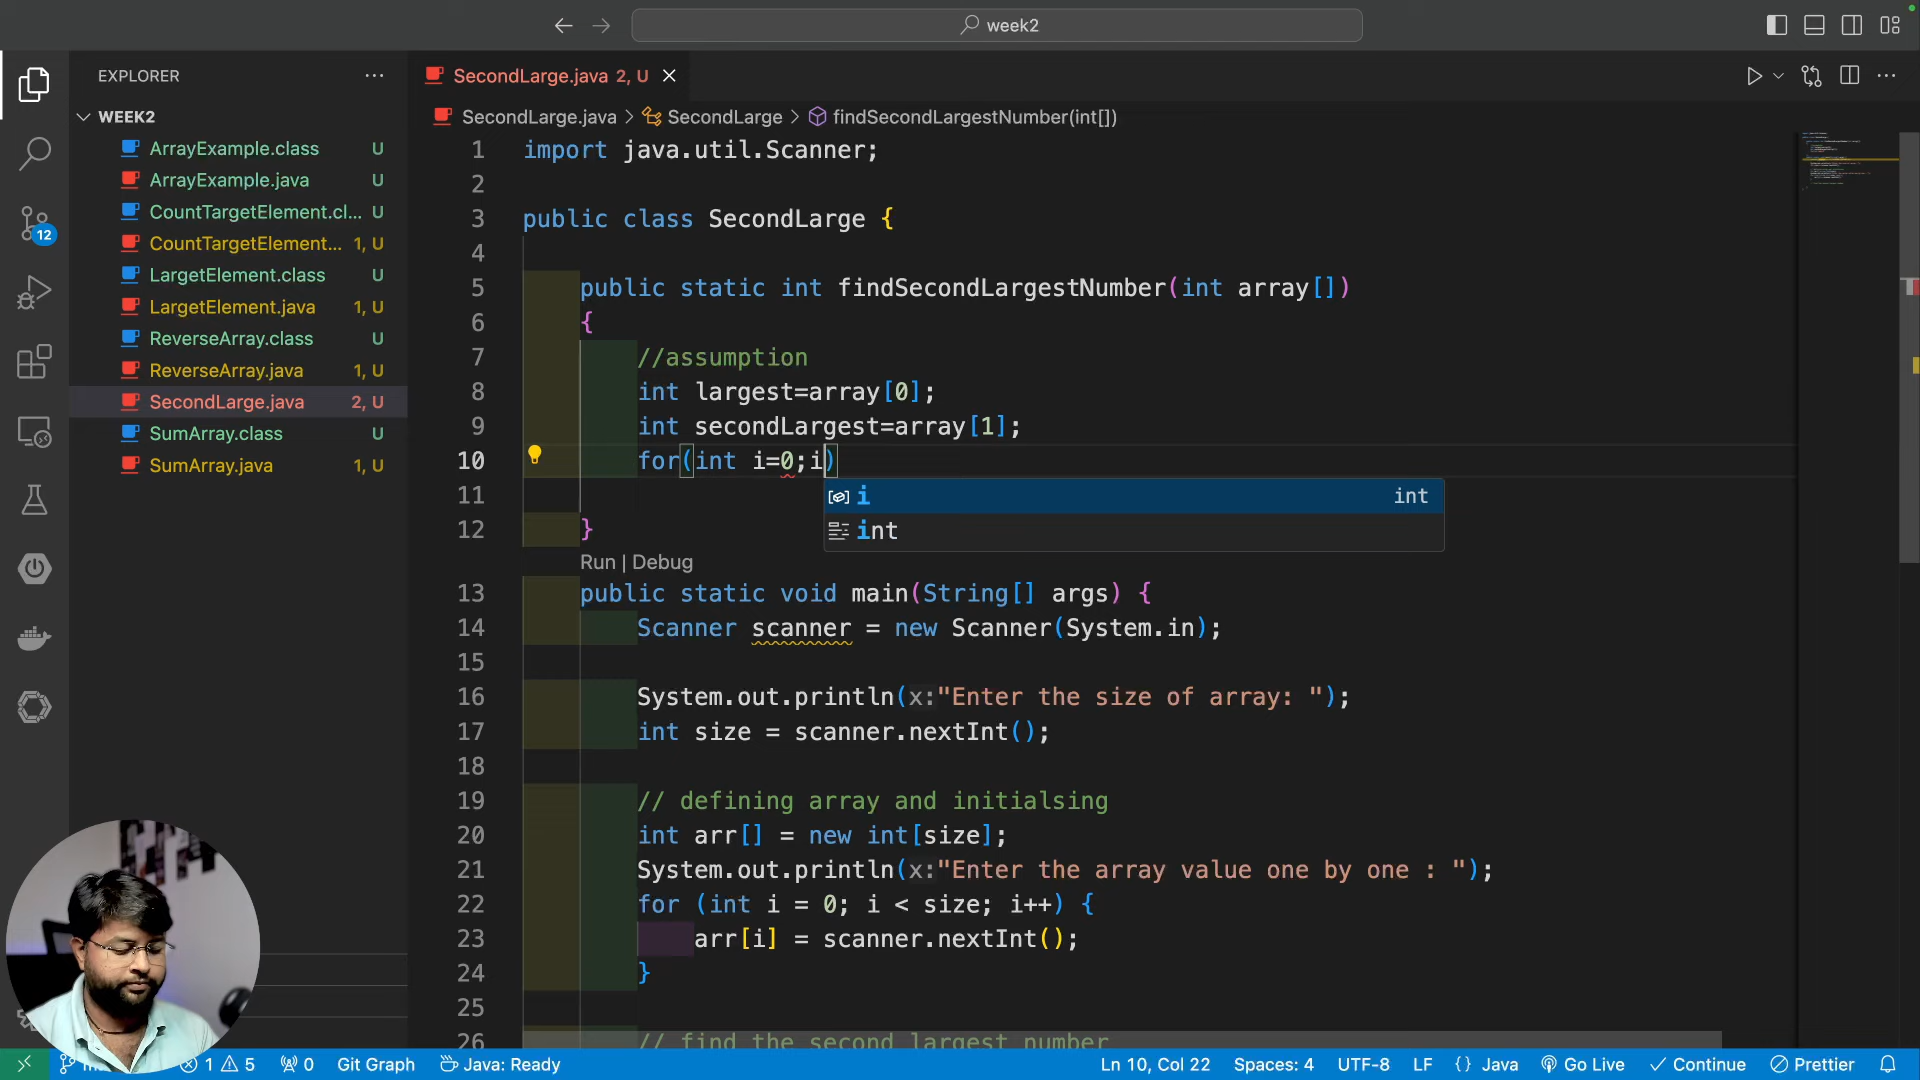 week2
EXPLORER
SecondLarge.java 2, U
WEEK2
SecondLarge.java > SecondLarge > findSecondLargestNumber(int[])
ArrayExample.class U
ArrayExample.java U
CountTargetElement.cl... U
CountTargetElement... 1, U
LargetElement.class U
LargetElement.java 1, U
ReverseArray.class U
ReverseArray.java 1, U
SecondLarge.java 2, U
SumArray.class U
SumArray.java 1, U
12
1 import java.util.Scanner;
2
3 public class SecondLarge {
4
5 public static int findSecondLargestNumber(int array[])
6 {
7 //assumption
8 int largest=array[0];
9 int secondLargest=array[1];
10 for(int i=0;i)
i int
int
11
12 }
Run | Debug
13 public static void main(String[] args) {
14 Scanner scanner = new Scanner(System.in);
15
16 System.out.println(x:"Enter the size of array: ");
17 int size = scanner.nextInt();
18
19 // defining array and initialsing
20 int arr[] = new int[size];
21 System.out.println(x:"Enter the array value one by one : ");
22 for (int i = 0; i < size; i++) {
23 arr[i] = scanner.nextInt();
24 }
25
26 // find the second largest number
1 5 0 Git Graph Java: Ready Ln 10, Col 22 Spaces: 4 UTF-8 LF {} Java Go Live Continue Prettier